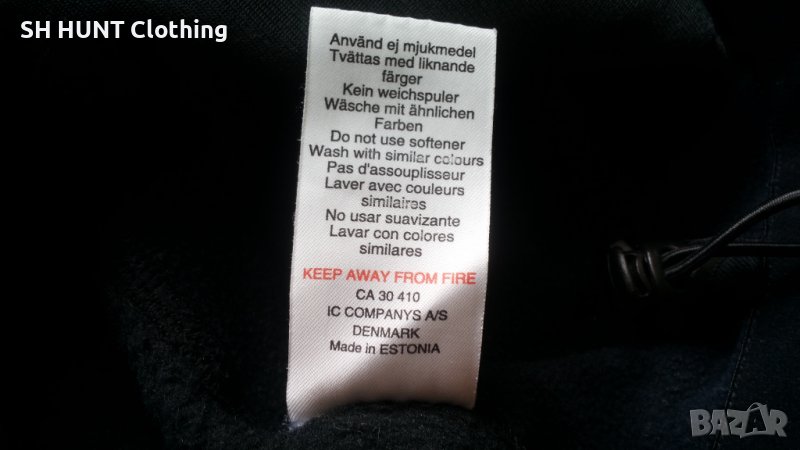 SH HUNT Clothing
Använd ej mjukmedel
Tvättas med liknande
färger
Kein weichspuler
Wäsche mit ähnlichen
Farben
Do not use softener
Wash with similar colours
Pas d'assouplisseur
Laver avec couleurs
similaires
No usar suavizante
Lavar con colores
similares
KEEP AWAY FROM FIRE
CA 30 410
IC COMPANYS A/S
DENMARK
Made in ESTONIA
BAZAR